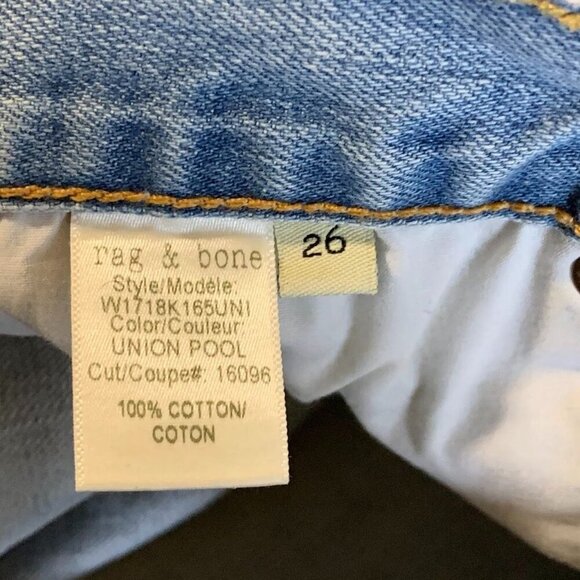 rag & bone
Style/Modèle:
W1718K165UNI
Color/Couleur:
UNION POOL
Cut/Coupe#: 16096
100% COTTON/
COTON
26